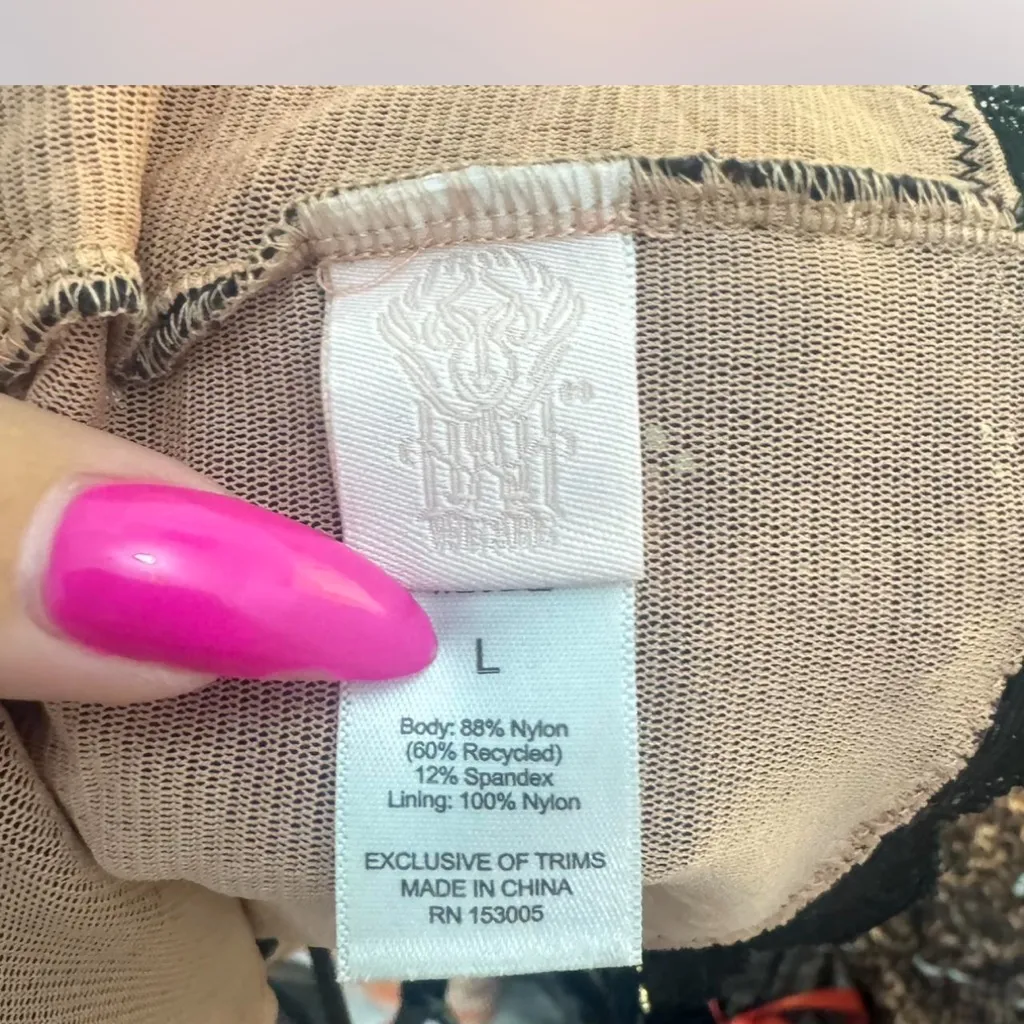 L
Body: 88% Nylon
(60% Recycled)
12% Spandex
Lining: 100% Nylon
EXCLUSIVE OF TRIMS
MADE IN CHINA
RN 153005